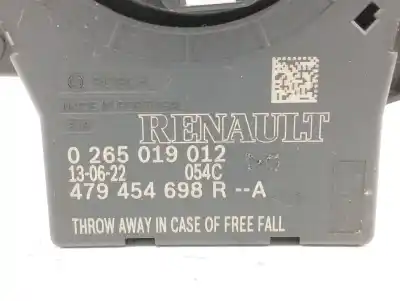 BOSCH
RENAULT
0 265 019 012
13-06-22 054C
479 454 698 R --A
THROW AWAY IN CASE OF FREE FALL